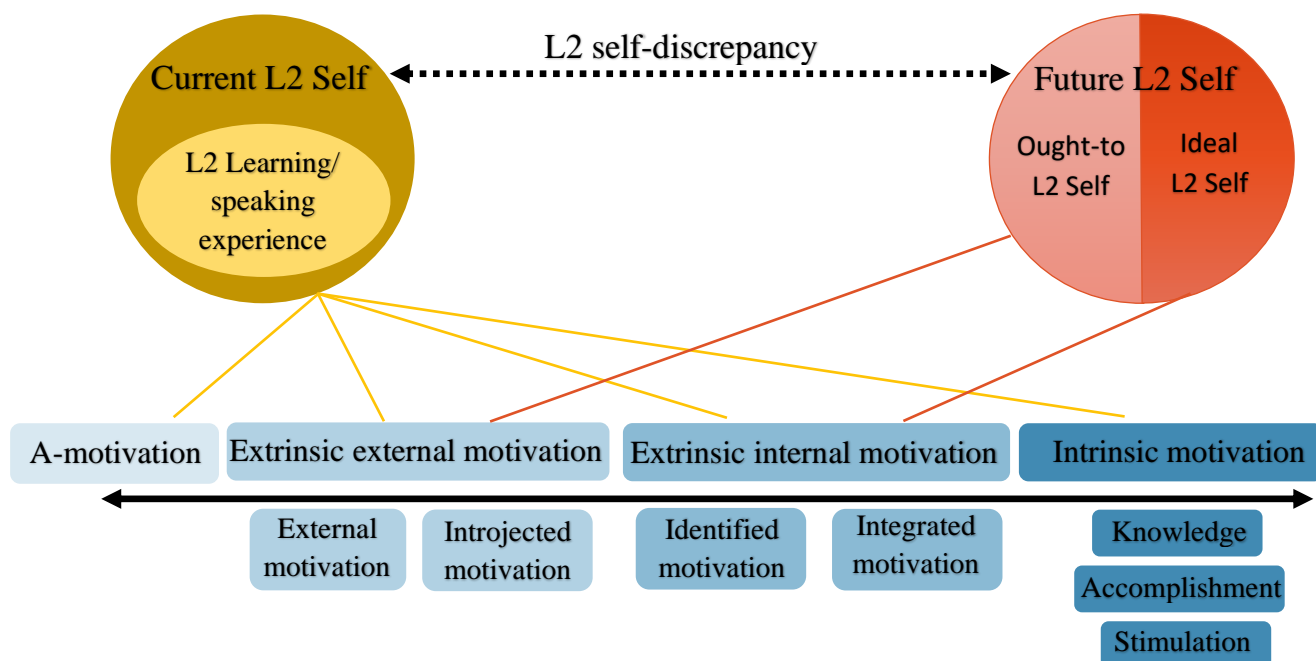 L2 self-discrepancy
Current L2 Self
L2 Learning/
speaking
experience
Future L2 Self
Ought-to
L2 Self
Ideal
L2 Self
A-motivation
Extrinsic external motivation
Extrinsic internal motivation
Intrinsic motivation
External
motivation
Introjected
motivation
Identified
motivation
Integrated
motivation
Knowledge
Accomplishment
Stimulation